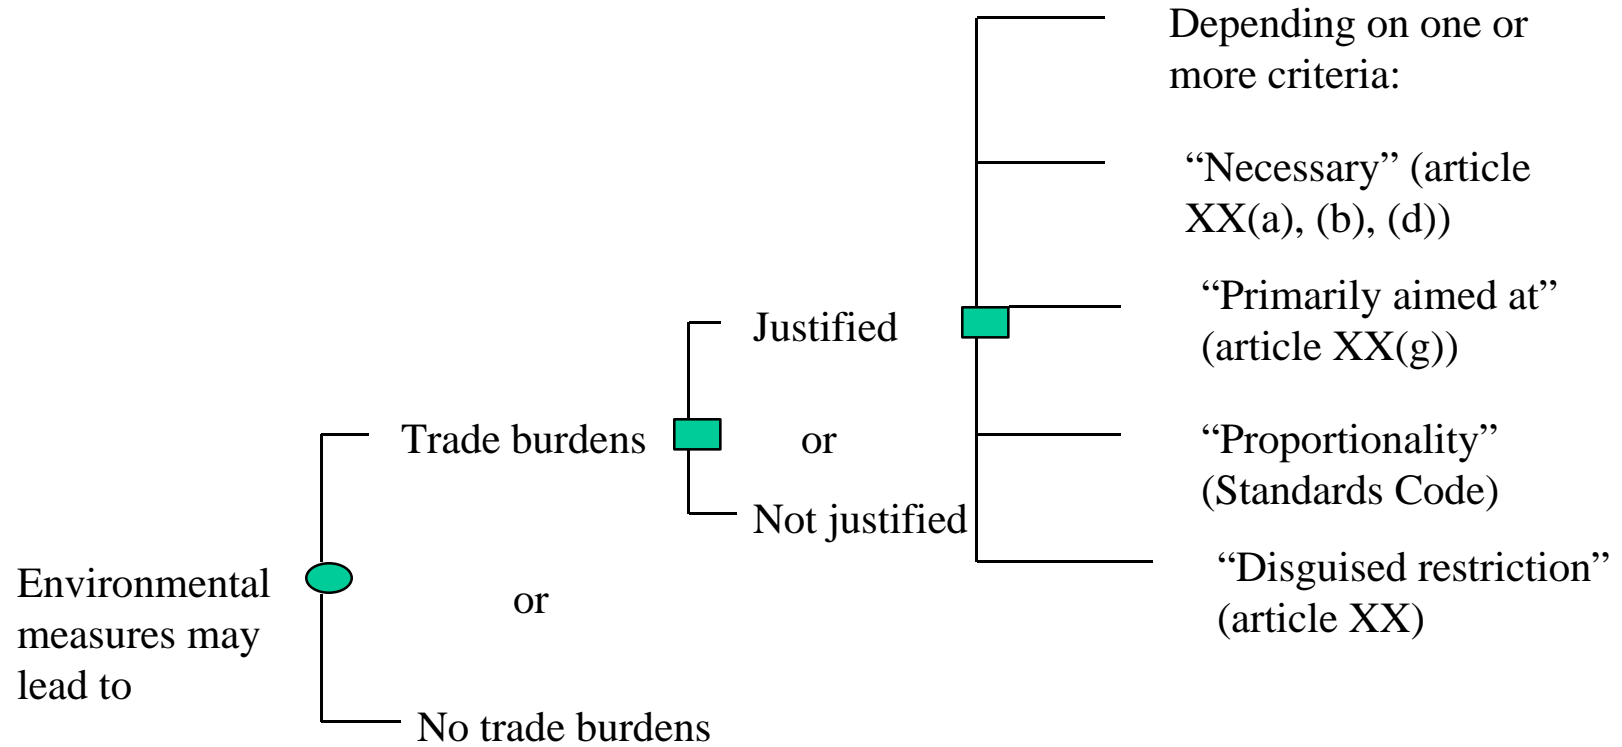 Environmental
measures may
lead to
Trade burdens
or
No trade burdens
Justified
or
Not justified
Depending on one or
more criteria:
“Necessary” (article
XX(a), (b), (d))
“Primarily aimed at”
(article XX(g))
“Proportionality”
(Standards Code)
“Disguised restriction”
(article XX)